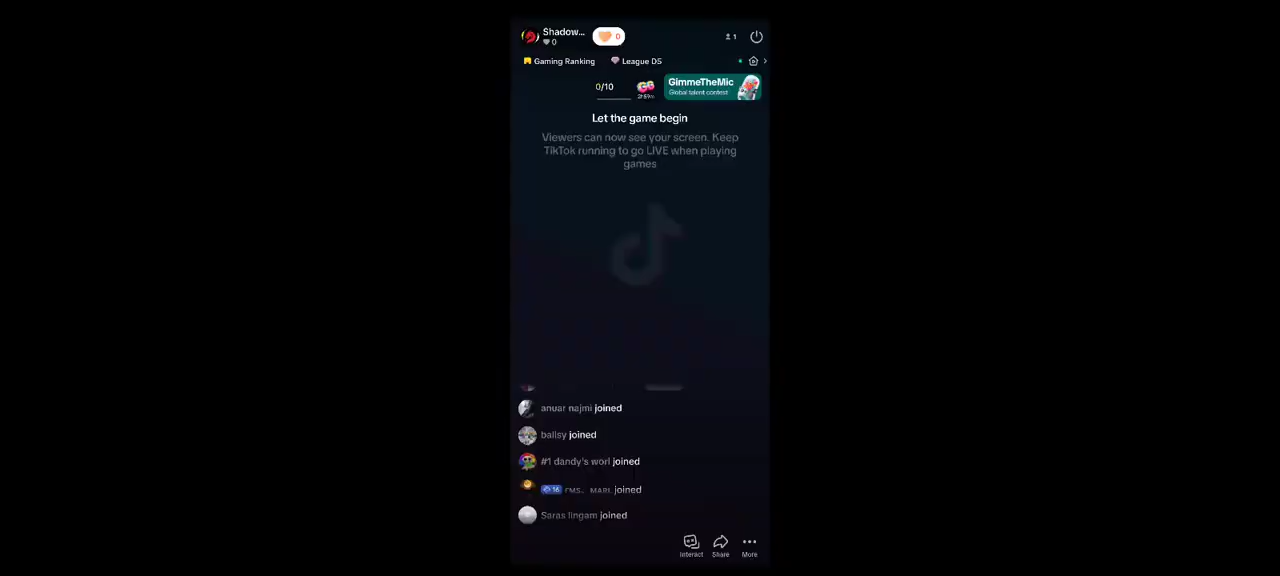 Shadow...
0
0
1
Gaming Ranking
League D5
0/10
GimmeTheMic
Global talent contest
Let the game begin
Viewers can now see your screen. Keep
TikTok running to go LIVE when playing
games
anuar najmi joined
ballsy joined
#1 dandy's worl joined
16 joined
Saras lingam joined
Interact
Share
More